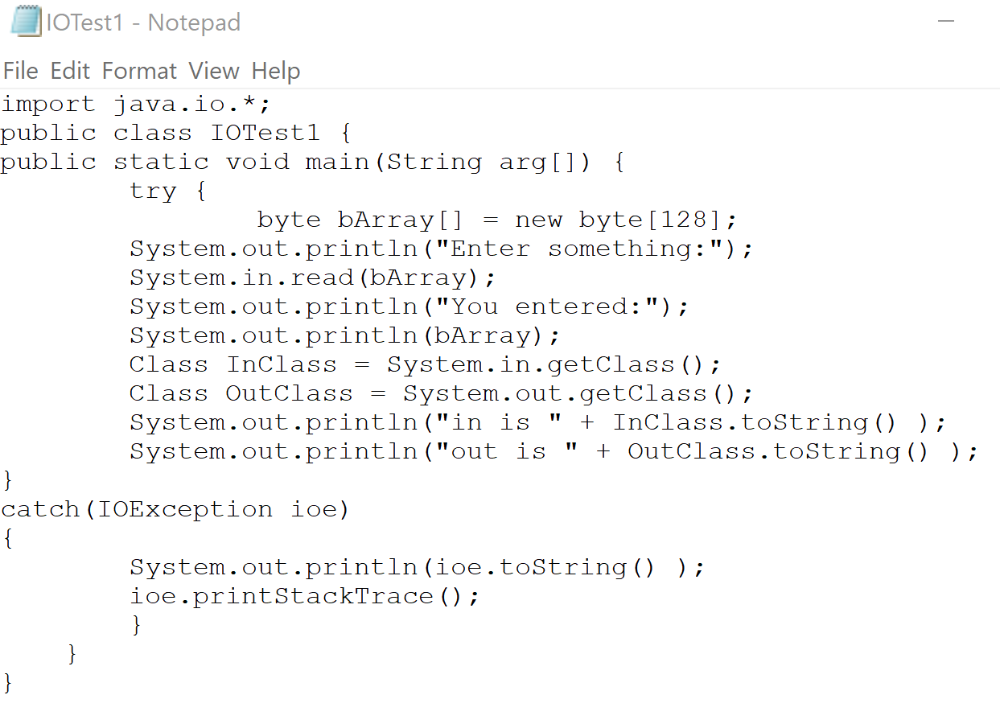 IOTest1 - Notepad
File Edit Format View Help
import java.io.*;
public class IOTest1 {
public static void main(String arg[]) {
        try {
                byte bArray[] = new byte[128];
        System.out.println("Enter something:");
        System.in.read(bArray);
        System.out.println("You entered:");
        System.out.println(bArray);
        Class InClass = System.in.getClass();
        Class OutClass = System.out.getClass();
        System.out.println("in is " + InClass.toString() );
        System.out.println("out is " + OutClass.toString() );
}
catch(IOException ioe)
{
        System.out.println(ioe.toString() );
        ioe.printStackTrace();
        }
    }
}